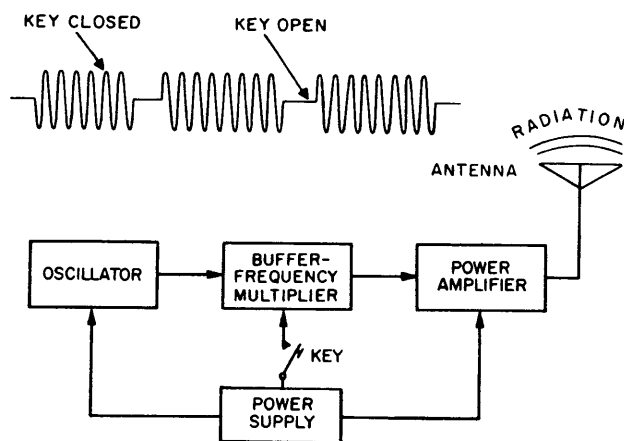 KEY CLOSED
KEY OPEN
RADIATION
ANTENNA
OSCILLATOR
BUFFER-
FREQUENCY
MULTIPLIER
POWER
AMPLIFIER
KEY
POWER
SUPPLY